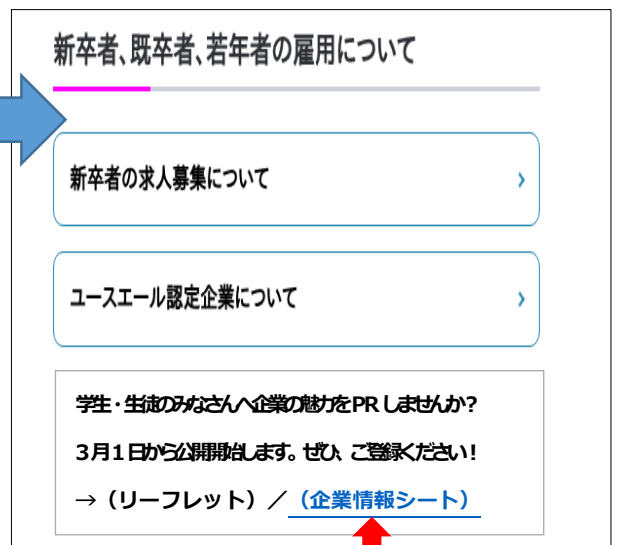 新卒者、既卒者、若年者の雇用について
新卒者の求人募集について
ユースエール認定企業について
学生・生徒のみなさんへ企業の魅力をPRしませんか？
３月１日から公開開始します。ぜひ、ご登録ください！
→（リーフレット）／（企業情報シート）